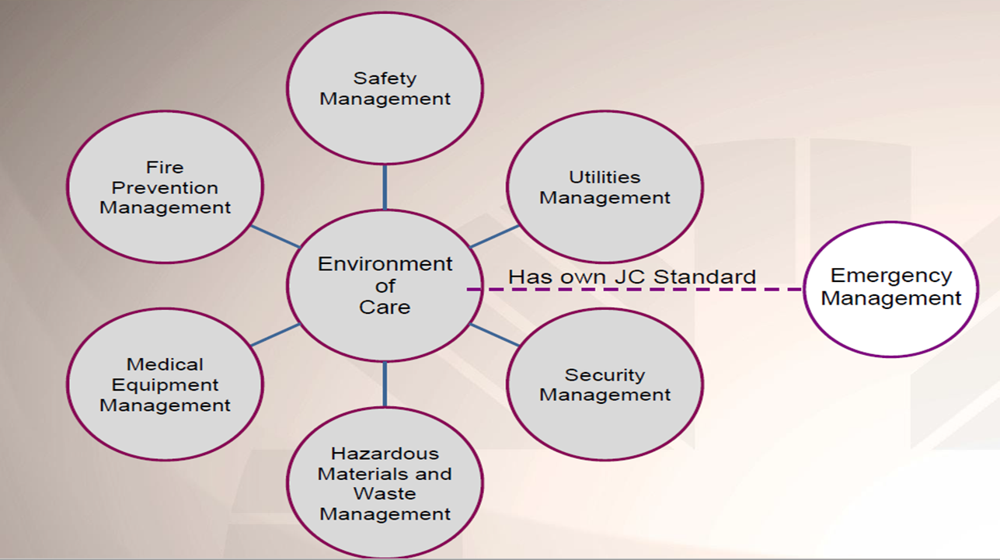 Safety
Management
Fire
Prevention
Management
Utilities
Management
Environment
of
Care
Has own JC Standard
Emergency
Management
Medical
Equipment
Management
Security
Management
Hazardous
Materials and
Waste
Management